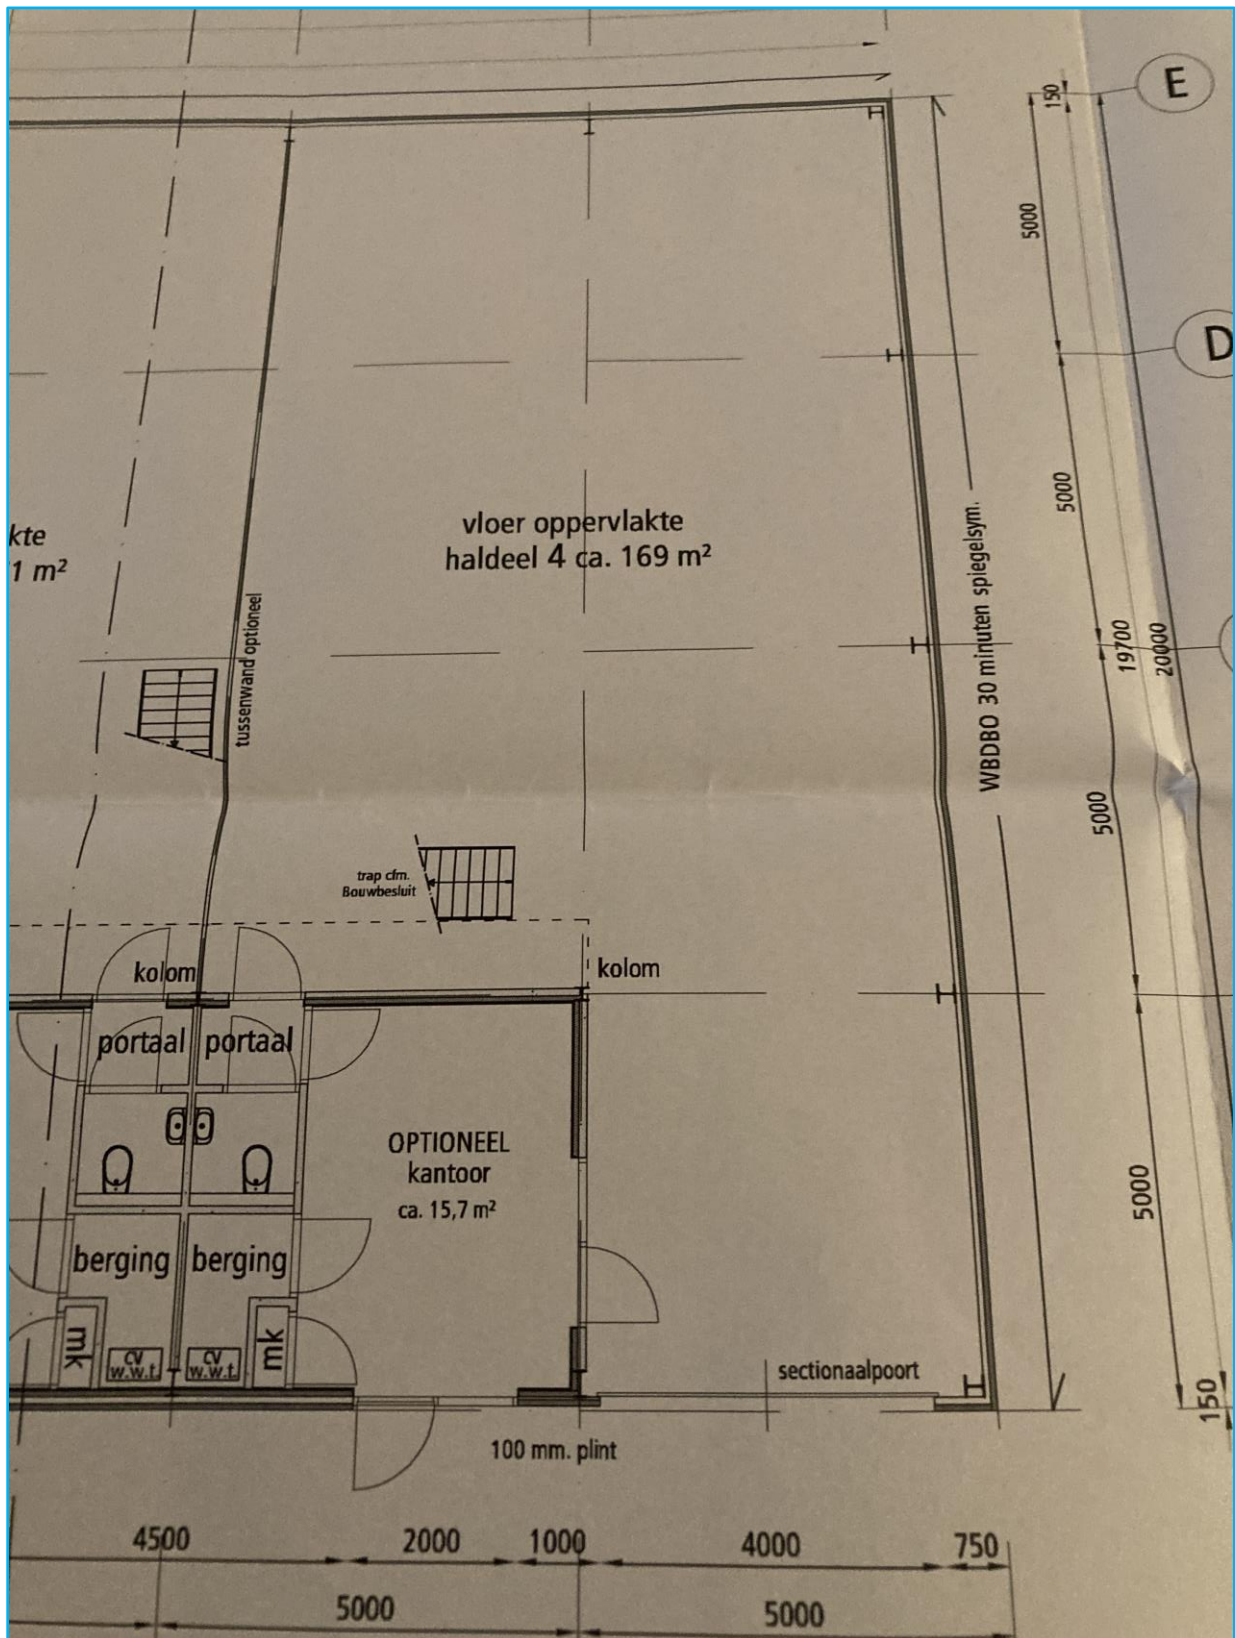 E
150
5000
D
5000
WBDBO 30 minuten spiegelsym.
19700
20000
5000
5000
150
kte
1 m²
vloer oppervlakte
haldeel 4 ca. 169 m²
tussenwand optioneel
trap cfm.
Bouwbesluit
kolom
kolom
portaal
portaal
OPTIONEEL
kantoor
ca. 15,7 m²
berging
berging
mk
cv
w.w.t.
cv
w.w.t.
mk
sectionaalpoort
100 mm. plint
4500
2000
1000
4000
750
5000
5000